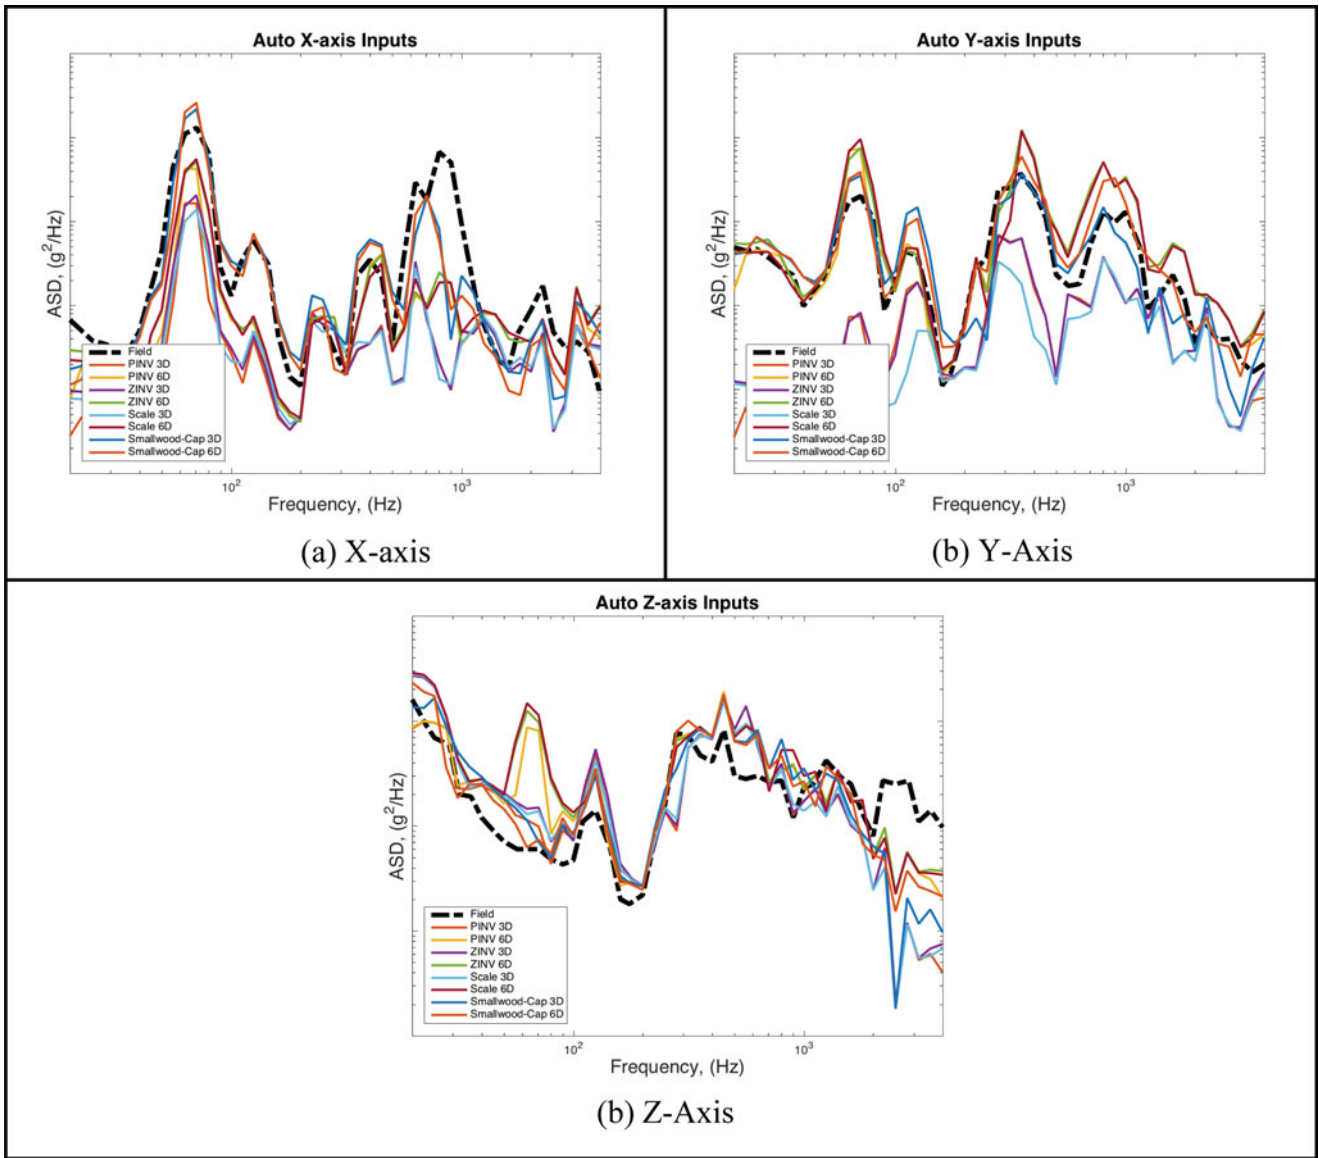 Auto X-axis Inputs
ASD, (g²/Hz)
Field
PINV 3D
PINV 6D
ZINV 3D
ZINV 6D
Scale 3D
Scale 6D
Smallwood-Cap 3D
Smallwood-Cap 6D
10²
10³
Frequency, (Hz)
(a) X-axis
Auto Y-axis Inputs
ASD, (g²/Hz)
Field
PINV 3D
PINV 6D
ZINV 3D
ZINV 6D
Scale 3D
Scale 6D
Smallwood-Cap 3D
Smallwood-Cap 6D
10²
10³
Frequency, (Hz)
(b) Y-Axis
Auto Z-axis Inputs
ASD, (g²/Hz)
Field
PINV 3D
PINV 6D
ZINV 3D
ZINV 6D
Scale 3D
Scale 6D
Smallwood-Cap 3D
Smallwood-Cap 6D
10²
10³
Frequency, (Hz)
(b) Z-Axis